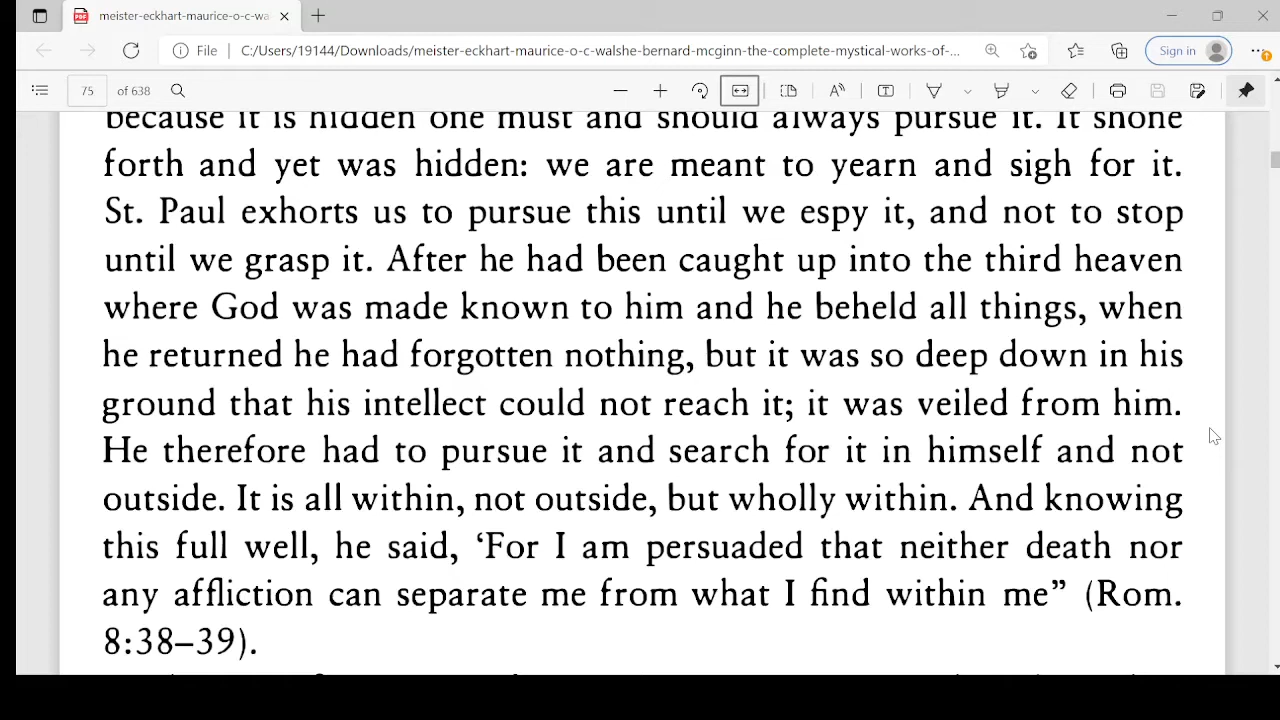 meister-eckhart-maurice-o-c-wa
File C:/Users/19144/Downloads/meister-eckhart-maurice-o-c-walshe-bernard-mcginn-the-complete-mystical-works-of-... Sign in
75 of 638
because it is hidden one must and should always pursue it. It shone
forth and yet was hidden: we are meant to yearn and sigh for it.
St. Paul exhorts us to pursue this until we espy it, and not to stop
until we grasp it. After he had been caught up into the third heaven
where God was made known to him and he beheld all things, when
he returned he had forgotten nothing, but it was so deep down in his
ground that his intellect could not reach it; it was veiled from him.
He therefore had to pursue it and search for it in himself and not
outside. It is all within, not outside, but wholly within. And knowing
this full well, he said, ‘For I am persuaded that neither death nor
any affliction can separate me from what I find within me” (Rom.
8:38–39).